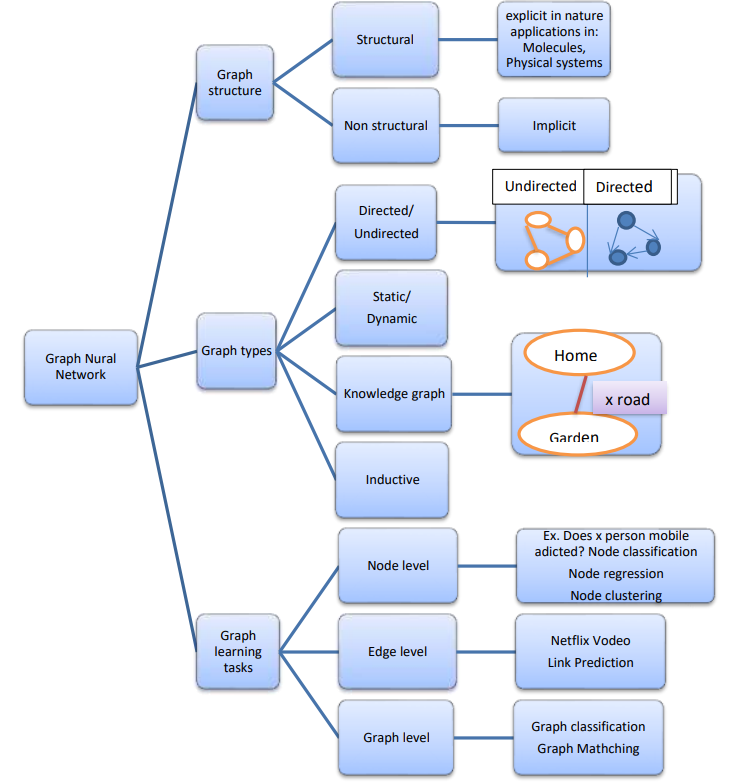 Graph Nural
Network
Graph
structure
Structural
explicit in nature
applications in:
Molecules,
Physical systems
Non structural
Implicit
Graph types
Directed/
Undirected
Undirected
Directed
Static/
Dynamic
Knowledge graph
Home
x road
Garden
Inductive
Graph
learning
tasks
Node level
Ex. Does x person mobile
adicted? Node classification
Node regression
Node clustering
Edge level
Netflix Vodeo
Link Prediction
Graph level
Graph classification
Graph Mathching